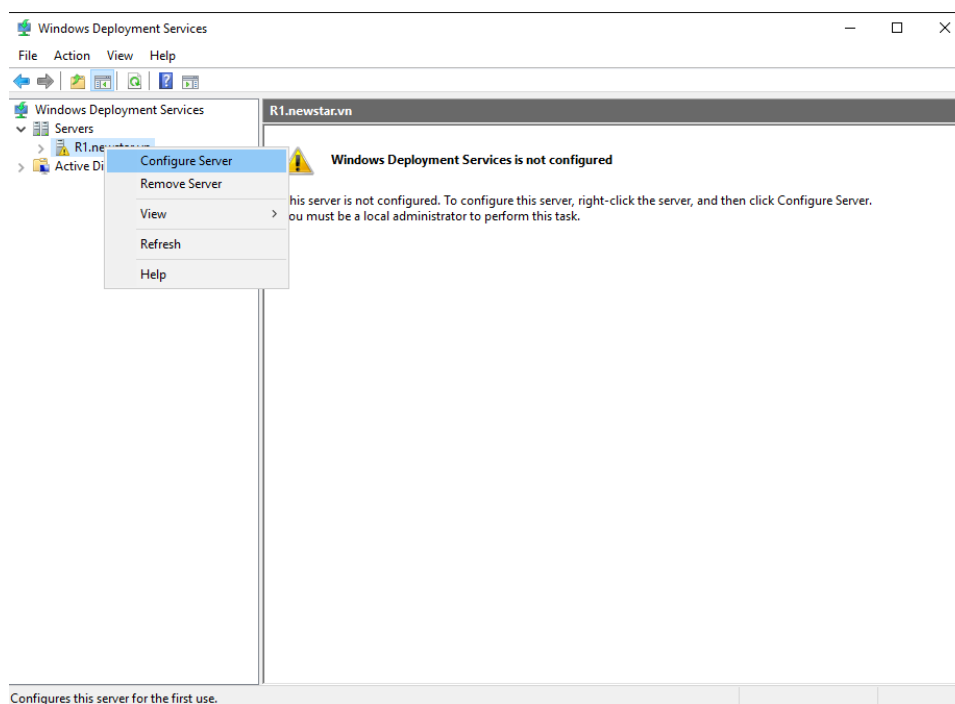 Windows Deployment Services
File Action View Help
Windows Deployment Services
Servers
R1.newstar.vn
Active Di
Configure Server
Remove Server
View
Refresh
Help
R1.newstar.vn
Windows Deployment Services is not configured
his server is not configured. To configure this server, right-click the server, and then click Configure Server.
ou must be a local administrator to perform this task.
Configures this server for the first use.